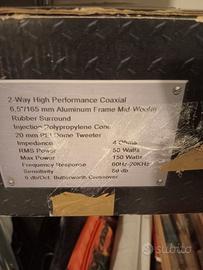 2-Way High Performance Coaxial
6,5"/165 mm Aluminum Frame Mid-Woofer
Rubber Surround
Injection Polypropylene Cone
20 mm PEI Dome Tweeter
Impedance 4 Ohms
RMS Power 50 Watts
Max Power 150 Watts
Frequency Response 60Hz-20KHz
Sensitivity db
6 db/Oct. Butterworth Crossover
subito